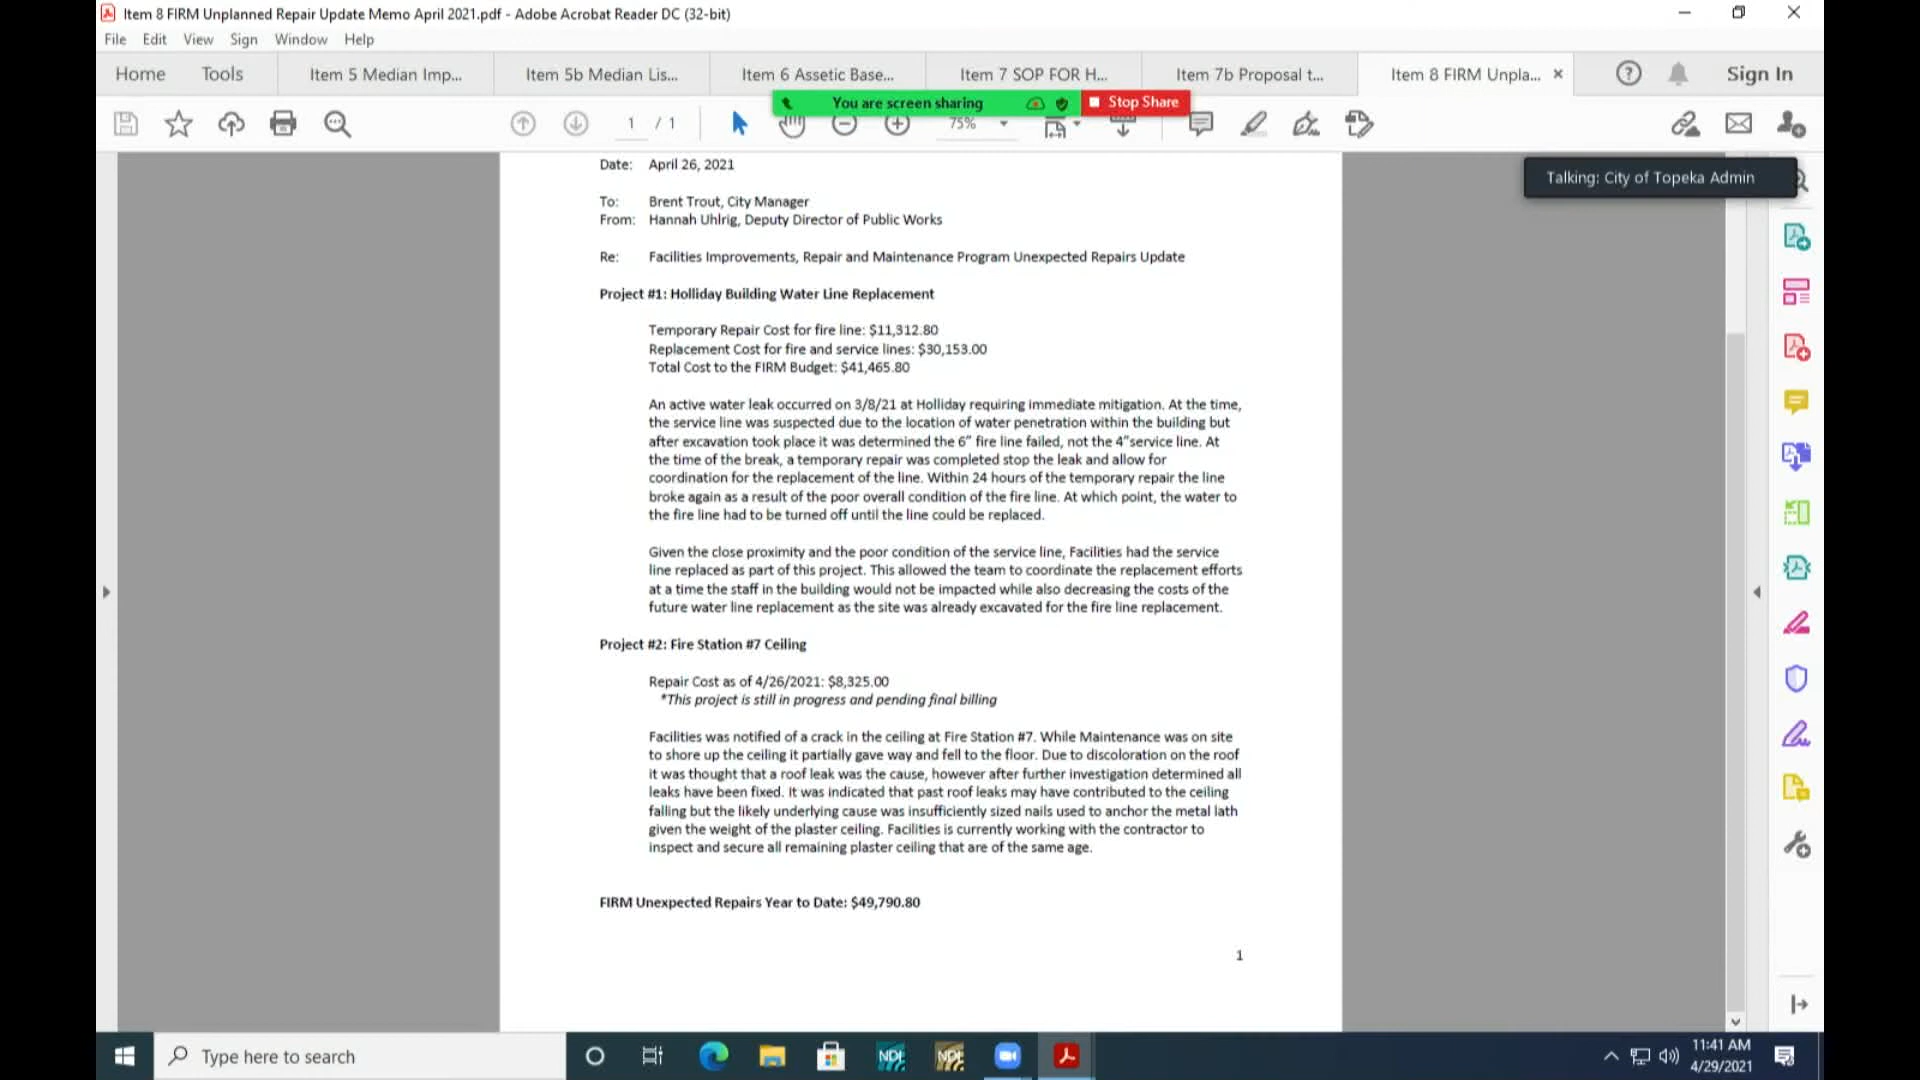 Item 8 FIRM Unplanned Repair Update Memo April 2021.pdf - Adobe Acrobat Reader DC (32-bit)
File Edit View Sign Window Help
Home Tools Item 5 Median Imp... Item 5b Median Lis... Item 6 Assetic Base... Item 7 SOP FOR H... Item 7b Proposal t... Item 8 FIRM Unpla... Sign In
You are screen sharing Stop Share
1 / 1 75%
Talking: City of Topeka Admin
Date: April 26, 2021
To: Brent Trout, City Manager
From: Hannah Uhlrig, Deputy Director of Public Works
Re: Facilities Improvements, Repair and Maintenance Program Unexpected Repairs Update
Project #1: Holliday Building Water Line Replacement
Temporary Repair Cost for fire line: $11,312.80
Replacement Cost for fire and service lines: $30,153.00
Total Cost to the FIRM Budget: $41,465.80
An active water leak occurred on 3/8/21 at Holliday requiring immediate mitigation. At the time,
the service line was suspected due to the location of water penetration within the building but
after excavation took place it was determined the 6" fire line failed, not the 4"service line. At
the time of the break, a temporary repair was completed stop the leak and allow for
coordination for the replacement of the line. Within 24 hours of the temporary repair the line
broke again as a result of the poor overall condition of the fire line. At which point, the water to
the fire line had to be turned off until the line could be replaced.
Given the close proximity and the poor condition of the service line, Facilities had the service
line replaced as part of this project. This allowed the team to coordinate the replacement efforts
at a time the staff in the building would not be impacted while also decreasing the costs of the
future water line replacement as the site was already excavated for the fire line replacement.
Project #2: Fire Station #7 Ceiling
Repair Cost as of 4/26/2021: $8,325.00
*This project is still in progress and pending final billing
Facilities was notified of a crack in the ceiling at Fire Station #7. While Maintenance was on site
to shore up the ceiling it partially gave way and fell to the floor. Due to discoloration on the roof
it was thought that a roof leak was the cause, however after further investigation determined all
leaks have been fixed. It was indicated that past roof leaks may have contributed to the ceiling
falling but the likely underlying cause was insufficiently sized nails used to anchor the metal lath
given the weight of the plaster ceiling. Facilities is currently working with the contractor to
inspect and secure all remaining plaster ceiling that are of the same age.
FIRM Unexpected Repairs Year to Date: $49,790.80
1
Type here to search
11:41 AM
4/29/2021